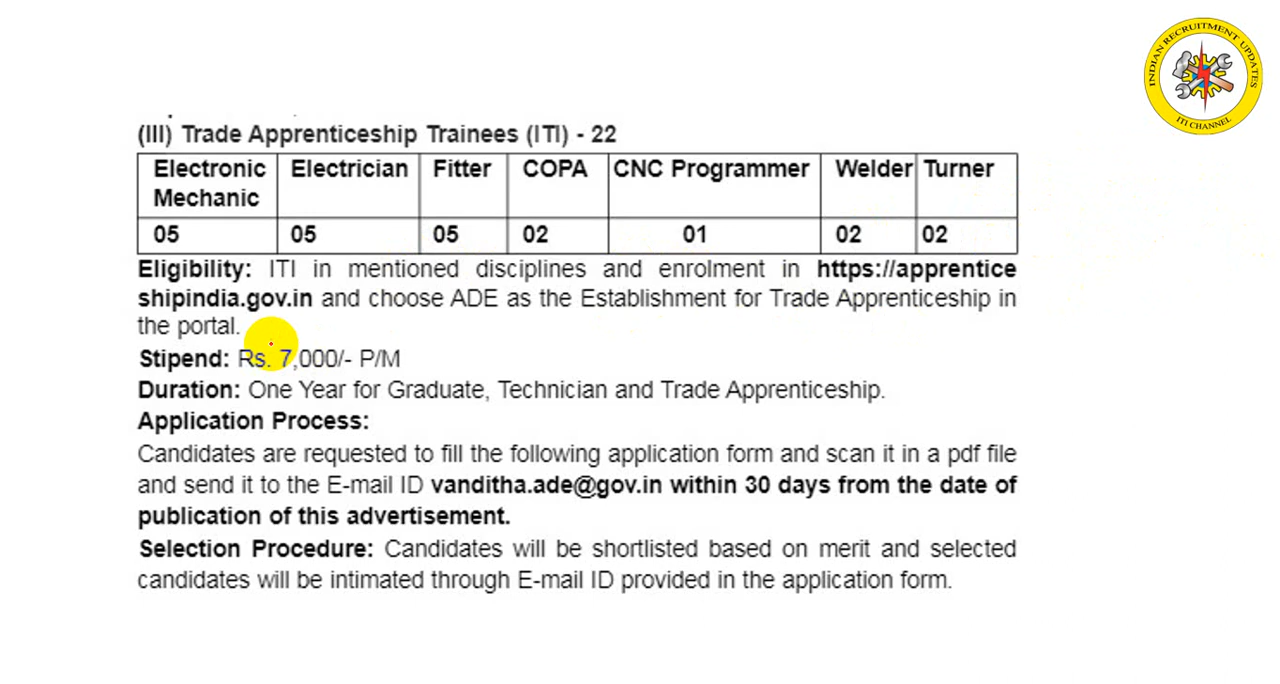 INDIAN RECRUITMENT UPDATES
ITI CHANNEL
(III) Trade Apprenticeship Trainees (ITI) - 22
Electronic Mechanic Electrician Fitter COPA CNC Programmer Welder Turner
05 05 05 02 01 02 02
Eligibility: ITI in mentioned disciplines and enrolment in https://apprentice
shipindia.gov.in and choose ADE as the Establishment for Trade Apprenticeship in
the portal.
Stipend: Rs. 7,000/- P/M
Duration: One Year for Graduate, Technician and Trade Apprenticeship.
Application Process:
Candidates are requested to fill the following application form and scan it in a pdf file
and send it to the E-mail ID vanditha.ade@gov.in within 30 days from the date of
publication of this advertisement.
Selection Procedure: Candidates will be shortlisted based on merit and selected
candidates will be intimated through E-mail ID provided in the application form.